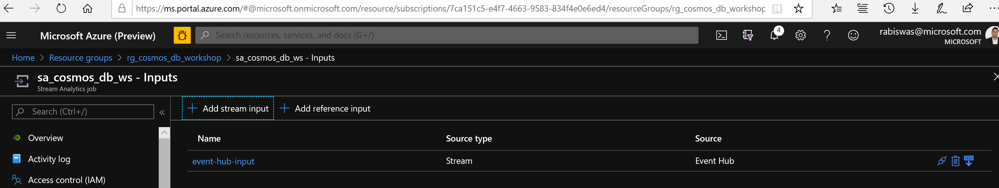 https://ms.portal.azure.com/#@microsoft.onmicrosoft.com/resource/subscriptions/7ca151c5-e4f7-4663-9583-834f4e0e6ed4/resourceGroups/rg_cosmos_db_workshop
Microsoft Azure (Preview)
Search resources, services, and docs (G+/)
4
rabiswas@microsoft.com
MICROSOFT
Home > Resource groups > rg_cosmos_db_workshop > sa_cosmos_db_ws - Inputs
sa_cosmos_db_ws - Inputs
Stream Analytics job
Search (Ctrl+/)
«
Overview
Activity log
Access control (IAM)
+ Add stream input + Add reference input
Name Source type Source
event-hub-input Stream Event Hub